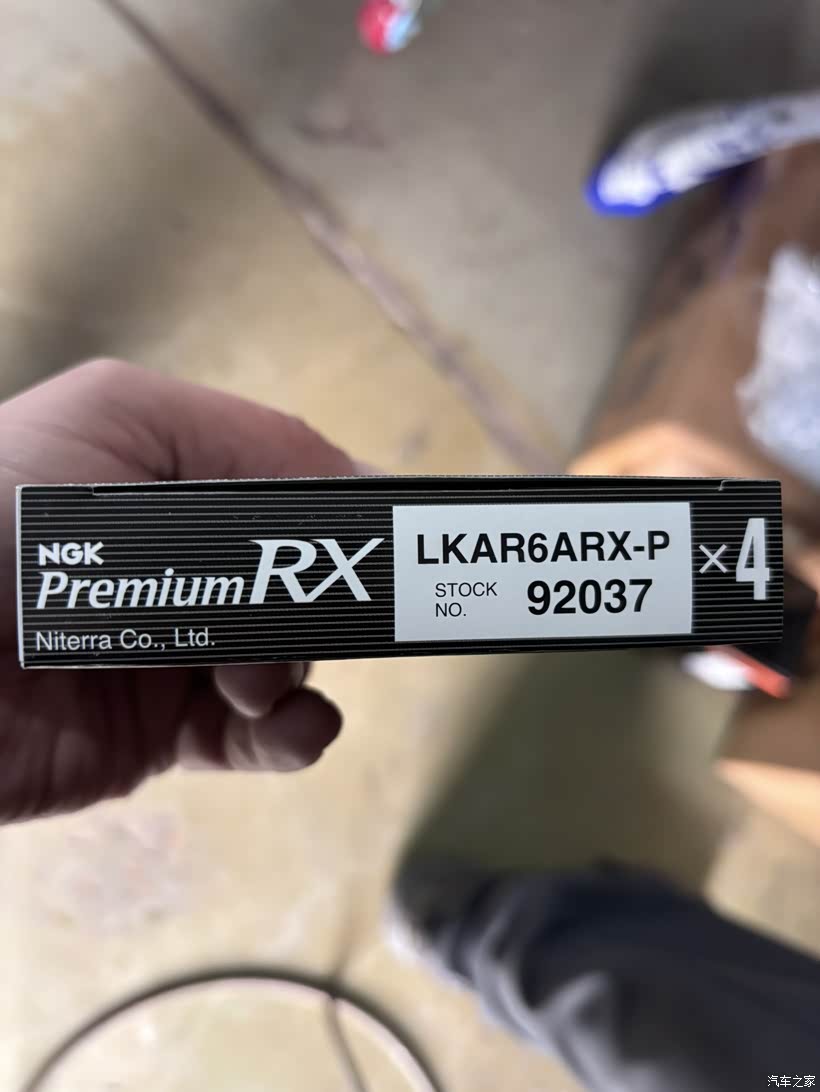 NGK
Premium RX
Niterra Co., Ltd.
LKAR6ARX-P
STOCK
NO. 92037
×4
汽车之家